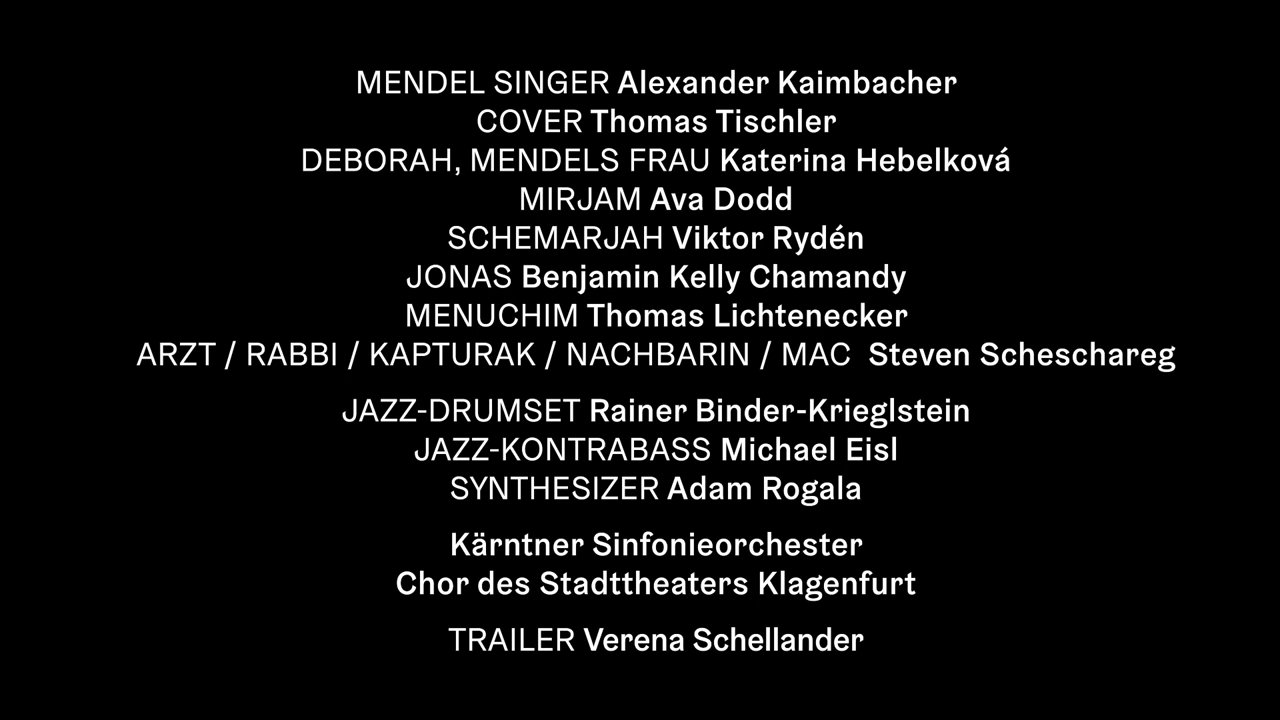 MENDEL SINGER Alexander Kaimbacher
COVER Thomas Tischler
DEBORAH, MENDELS FRAU Katerina Hebelková
MIRJAM Ava Dodd
SCHEMARJAH Viktor Rydén
JONAS Benjamin Kelly Chamandy
MENUCHIM Thomas Lichtenecker
ARZT / RABBI / KAPTURAK / NACHBARIN / MAC Steven Scheschareg
JAZZ-DRUMSET Rainer Binder-Krieglstein
JAZZ-KONTRABASS Michael Eisl
SYNTHESIZER Adam Rogala
Kärntner Sinfonieorchester
Chor des Stadttheaters Klagenfurt
TRAILER Verena Schellander